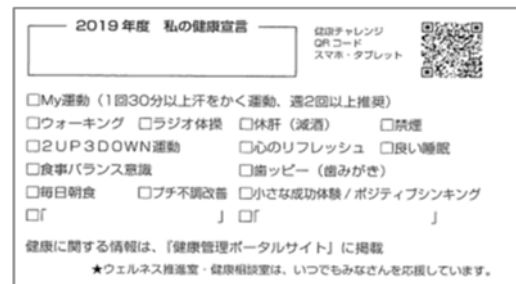 2019年度 私の健康宣言
健康チャレンジ
QRコード
スマホ・タブレット
□My運動（1回30分以上汗をかく運動、週2回以上推奨）
□ウォーキング □ラジオ体操 □休肝（減酒） □禁煙
□2UP3DOWN運動 □心のリフレッシュ □良い睡眠
□食事バランス意識 □歯ッピー（歯みがき）
□毎日朝食 □プチ不調改善 □小さな成功体験/ポジティブシンキング
□「 」 □「 」
健康に関する情報は、『健康管理ポータルサイト』に掲載
★ウェルネス推進室・健康相談室は、いつでもみなさんを応援しています。